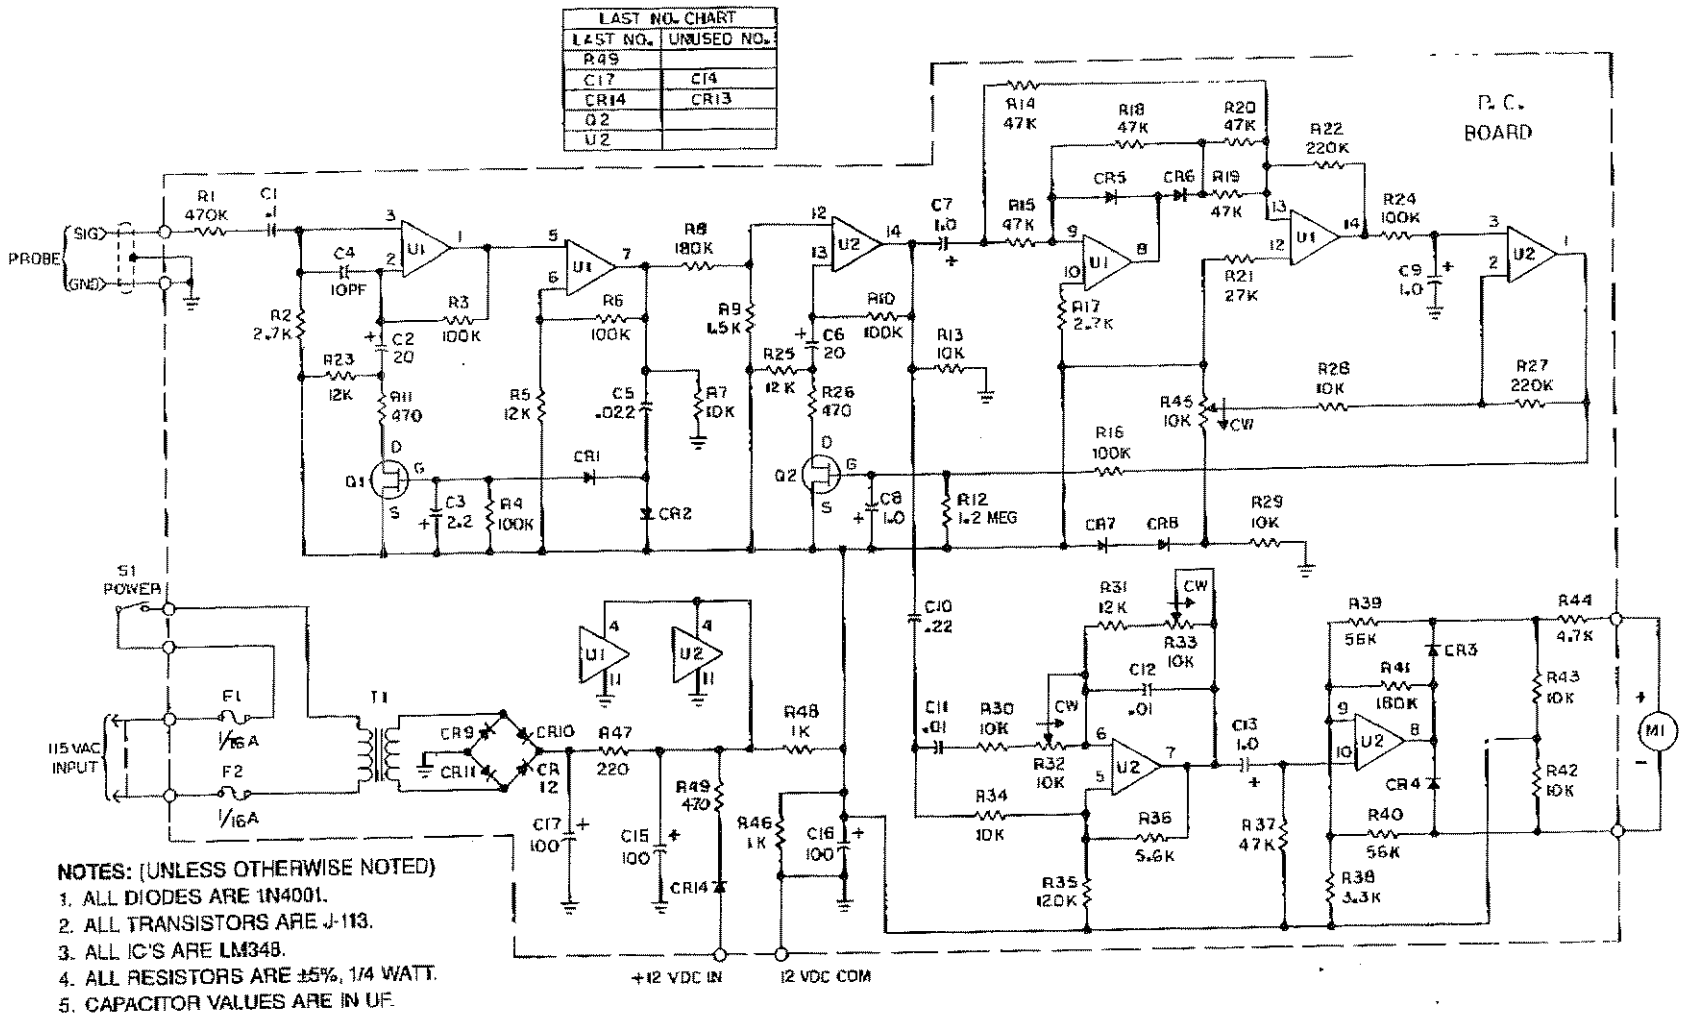 LAST NO. CHART
LAST NO. UNUSED NO.
R49
C17 C14
CR14 CR13
Q2
U2
P. C.
BOARD
PROBE
SIG
GND
R1
470K
C1
.1
3
2
1
U1
C4
10PF
R2
2.7K
R3
100K
+
C2
20
R23
12K
R11
470
D
G
S
Q1
C3
2.2
+
R4
100K
5
6
7
U1
R6
100K
R5
12K
C5
.022
R7
10K
CR1
CR2
R8
180K
R9
1.5K
12
13
14
U2
R10
100K
+
C6
20
R25
12K
R26
470
D
G
S
Q2
C8
1.0
+
R12
1.2 MEG
R13
10K
C7
1.0
+
R14
47K
R15
47K
R18
47K
CR5
CR6
9
10
8
U1
R17
2.7K
R20
47K
R19
47K
R22
220K
13
12
14
U1
R21
27K
R24
100K
C9
1.0
+
3
2
1
U2
R45
10K
CW
R28
10K
R27
220K
R16
100K
CR7
CR8
R29
10K
S1
POWER
115 VAC
INPUT
F1
1/16A
F2
1/16A
T1
CR9
CR10
CR11
CR
12
R47
220
C17
100
+
C15
100
+
R49
470
CR14
4
U1
11
4
U2
11
R48
1K
R46
1K
C16
100
+
+12 VDC IN
12 VDC COM
C10
.22
C11
.01
R30
10K
CW
R32
10K
R31
12K
CW
R33
10K
C12
.01
6
5
7
U2
R34
10K
R36
5.6K
R35
120K
C13
1.0
+
R37
47K
R39
56K
R41
180K
CR3
9
10
8
U2
CR4
R40
56K
R38
3.3K
R44
4.7K
R43
10K
R42
10K
+
M1
-
NOTES: (UNLESS OTHERWISE NOTED)
1. ALL DIODES ARE 1N4001.
2. ALL TRANSISTORS ARE J-113.
3. ALL IC'S ARE LM348.
4. ALL RESISTORS ARE ±5%, 1/4 WATT.
5. CAPACITOR VALUES ARE IN UF.